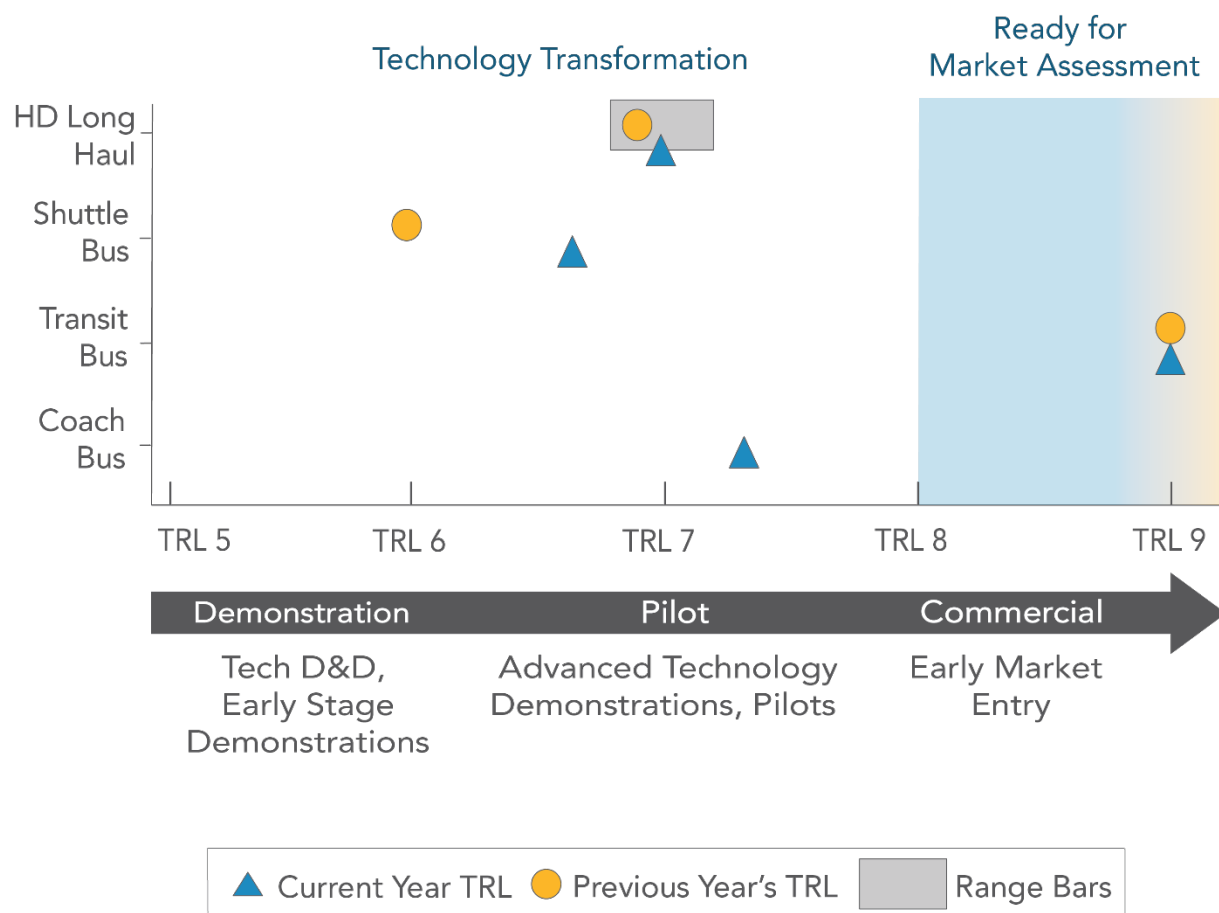 Technology Transformation
Ready for
Market Assessment
HD Long
Haul
Shuttle
Bus
Transit
Bus
Coach
Bus
TRL 5
TRL 6
TRL 7
TRL 8
TRL 9
Demonstration
Pilot
Commercial
Tech D&D,
Early Stage
Demonstrations
Advanced Technology
Demonstrations, Pilots
Early Market
Entry
Current Year TRL
Previous Year's TRL
Range Bars